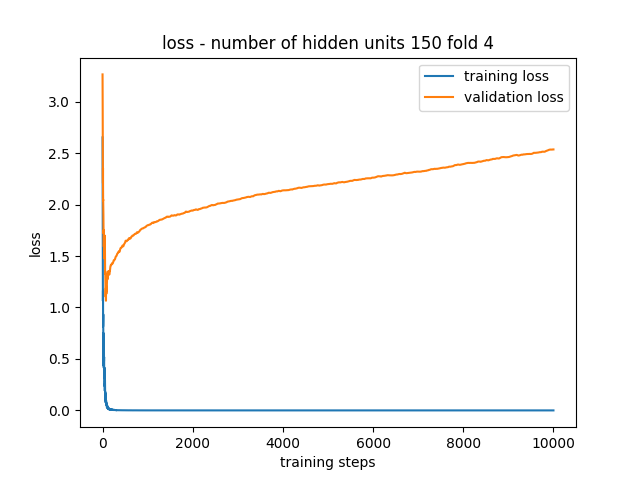 loss - number of hidden units 150 fold 4
training loss
validation loss
3.0
2.5
2.0
1.5
1.0
0.5
0.0
loss
0 2000 4000 6000 8000 10000
training steps